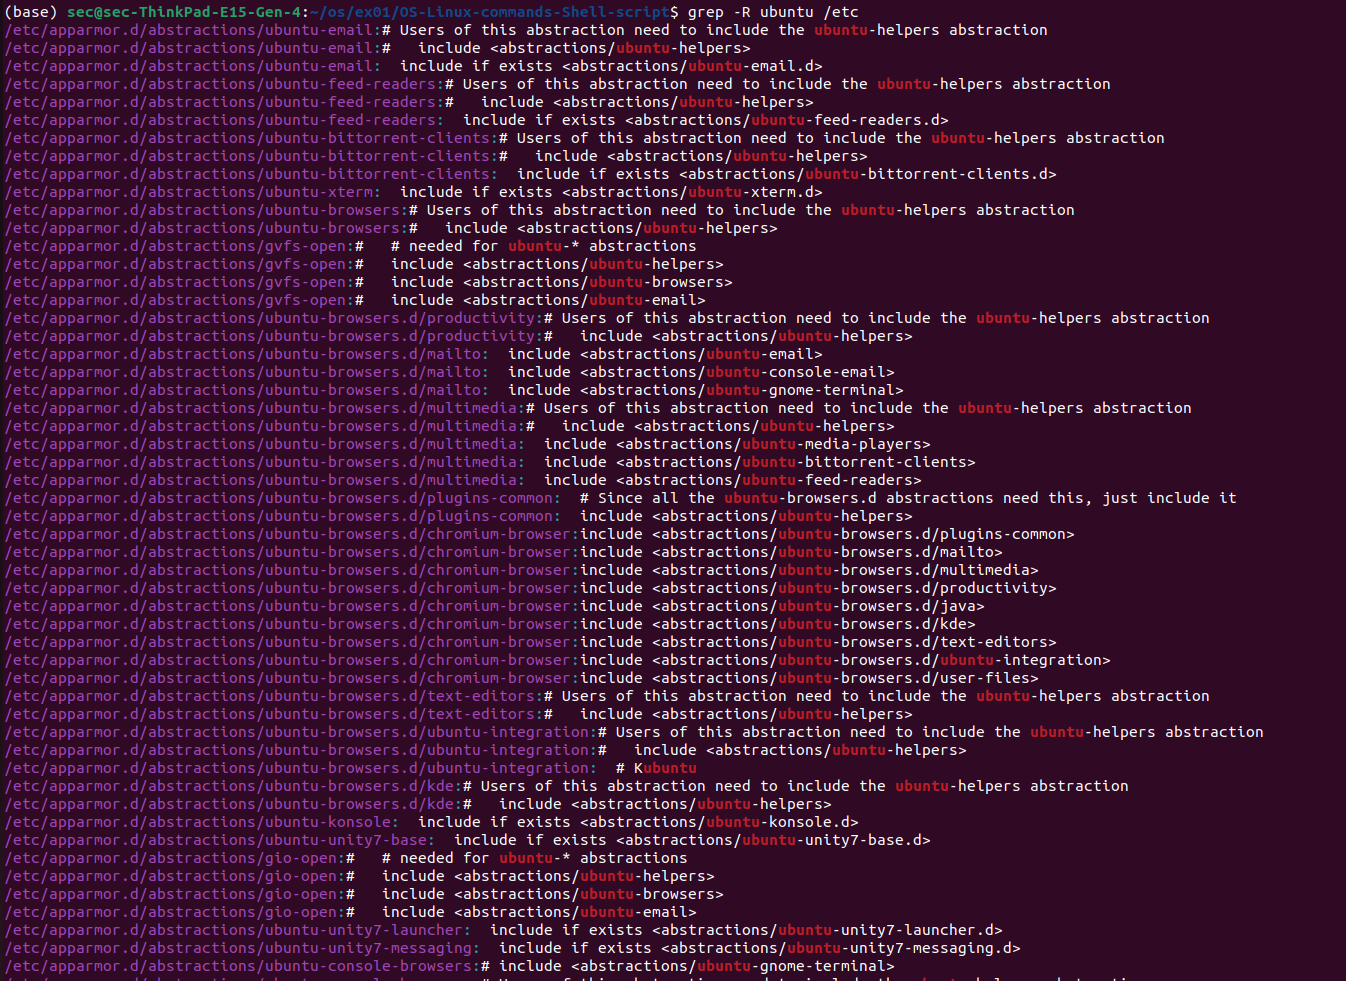 (base) sec@sec-ThinkPad-E15-Gen-4:~/os/ex01/OS-Linux-commands-Shell-script$ grep -R ubuntu /etc
/etc/apparmor.d/abstractions/ubuntu-email:# Users of this abstraction need to include the ubuntu-helpers abstraction
/etc/apparmor.d/abstractions/ubuntu-email:#   include <abstractions/ubuntu-helpers>
/etc/apparmor.d/abstractions/ubuntu-email:  include if exists <abstractions/ubuntu-email.d>
/etc/apparmor.d/abstractions/ubuntu-feed-readers:# Users of this abstraction need to include the ubuntu-helpers abstraction
/etc/apparmor.d/abstractions/ubuntu-feed-readers:#   include <abstractions/ubuntu-helpers>
/etc/apparmor.d/abstractions/ubuntu-feed-readers:  include if exists <abstractions/ubuntu-feed-readers.d>
/etc/apparmor.d/abstractions/ubuntu-bittorrent-clients:# Users of this abstraction need to include the ubuntu-helpers abstraction
/etc/apparmor.d/abstractions/ubuntu-bittorrent-clients:#   include <abstractions/ubuntu-helpers>
/etc/apparmor.d/abstractions/ubuntu-bittorrent-clients:  include if exists <abstractions/ubuntu-bittorrent-clients.d>
/etc/apparmor.d/abstractions/ubuntu-xterm:  include if exists <abstractions/ubuntu-xterm.d>
/etc/apparmor.d/abstractions/ubuntu-browsers:# Users of this abstraction need to include the ubuntu-helpers abstraction
/etc/apparmor.d/abstractions/ubuntu-browsers:#   include <abstractions/ubuntu-helpers>
/etc/apparmor.d/abstractions/gvfs-open:#   # needed for ubuntu-* abstractions
/etc/apparmor.d/abstractions/gvfs-open:#   include <abstractions/ubuntu-helpers>
/etc/apparmor.d/abstractions/gvfs-open:#   include <abstractions/ubuntu-browsers>
/etc/apparmor.d/abstractions/gvfs-open:#   include <abstractions/ubuntu-email>
/etc/apparmor.d/abstractions/ubuntu-browsers.d/productivity:# Users of this abstraction need to include the ubuntu-helpers abstraction
/etc/apparmor.d/abstractions/ubuntu-browsers.d/productivity:#   include <abstractions/ubuntu-helpers>
/etc/apparmor.d/abstractions/ubuntu-browsers.d/mailto:  include <abstractions/ubuntu-email>
/etc/apparmor.d/abstractions/ubuntu-browsers.d/mailto:  include <abstractions/ubuntu-console-email>
/etc/apparmor.d/abstractions/ubuntu-browsers.d/mailto:  include <abstractions/ubuntu-gnome-terminal>
/etc/apparmor.d/abstractions/ubuntu-browsers.d/multimedia:# Users of this abstraction need to include the ubuntu-helpers abstraction
/etc/apparmor.d/abstractions/ubuntu-browsers.d/multimedia:#   include <abstractions/ubuntu-helpers>
/etc/apparmor.d/abstractions/ubuntu-browsers.d/multimedia:  include <abstractions/ubuntu-media-players>
/etc/apparmor.d/abstractions/ubuntu-browsers.d/multimedia:  include <abstractions/ubuntu-bittorrent-clients>
/etc/apparmor.d/abstractions/ubuntu-browsers.d/multimedia:  include <abstractions/ubuntu-feed-readers>
/etc/apparmor.d/abstractions/ubuntu-browsers.d/plugins-common:  # Since all the ubuntu-browsers.d abstractions need this, just include it
/etc/apparmor.d/abstractions/ubuntu-browsers.d/plugins-common:  include <abstractions/ubuntu-helpers>
/etc/apparmor.d/abstractions/ubuntu-browsers.d/chromium-browser:include <abstractions/ubuntu-browsers.d/plugins-common>
/etc/apparmor.d/abstractions/ubuntu-browsers.d/chromium-browser:include <abstractions/ubuntu-browsers.d/mailto>
/etc/apparmor.d/abstractions/ubuntu-browsers.d/chromium-browser:include <abstractions/ubuntu-browsers.d/multimedia>
/etc/apparmor.d/abstractions/ubuntu-browsers.d/chromium-browser:include <abstractions/ubuntu-browsers.d/productivity>
/etc/apparmor.d/abstractions/ubuntu-browsers.d/chromium-browser:include <abstractions/ubuntu-browsers.d/java>
/etc/apparmor.d/abstractions/ubuntu-browsers.d/chromium-browser:include <abstractions/ubuntu-browsers.d/kde>
/etc/apparmor.d/abstractions/ubuntu-browsers.d/chromium-browser:include <abstractions/ubuntu-browsers.d/text-editors>
/etc/apparmor.d/abstractions/ubuntu-browsers.d/chromium-browser:include <abstractions/ubuntu-browsers.d/ubuntu-integration>
/etc/apparmor.d/abstractions/ubuntu-browsers.d/chromium-browser:include <abstractions/ubuntu-browsers.d/user-files>
/etc/apparmor.d/abstractions/ubuntu-browsers.d/text-editors:# Users of this abstraction need to include the ubuntu-helpers abstraction
/etc/apparmor.d/abstractions/ubuntu-browsers.d/text-editors:#   include <abstractions/ubuntu-helpers>
/etc/apparmor.d/abstractions/ubuntu-browsers.d/ubuntu-integration:# Users of this abstraction need to include the ubuntu-helpers abstraction
/etc/apparmor.d/abstractions/ubuntu-browsers.d/ubuntu-integration:#   include <abstractions/ubuntu-helpers>
/etc/apparmor.d/abstractions/ubuntu-browsers.d/ubuntu-integration:  # Kubuntu
/etc/apparmor.d/abstractions/ubuntu-browsers.d/kde:# Users of this abstraction need to include the ubuntu-helpers abstraction
/etc/apparmor.d/abstractions/ubuntu-browsers.d/kde:#   include <abstractions/ubuntu-helpers>
/etc/apparmor.d/abstractions/ubuntu-konsole:  include if exists <abstractions/ubuntu-konsole.d>
/etc/apparmor.d/abstractions/ubuntu-unity7-base:  include if exists <abstractions/ubuntu-unity7-base.d>
/etc/apparmor.d/abstractions/gio-open:#   # needed for ubuntu-* abstractions
/etc/apparmor.d/abstractions/gio-open:#   include <abstractions/ubuntu-helpers>
/etc/apparmor.d/abstractions/gio-open:#   include <abstractions/ubuntu-browsers>
/etc/apparmor.d/abstractions/gio-open:#   include <abstractions/ubuntu-email>
/etc/apparmor.d/abstractions/ubuntu-unity7-launcher:  include if exists <abstractions/ubuntu-unity7-launcher.d>
/etc/apparmor.d/abstractions/ubuntu-unity7-messaging:  include if exists <abstractions/ubuntu-unity7-messaging.d>
/etc/apparmor.d/abstractions/ubuntu-console-browsers:# include <abstractions/ubuntu-gnome-terminal>